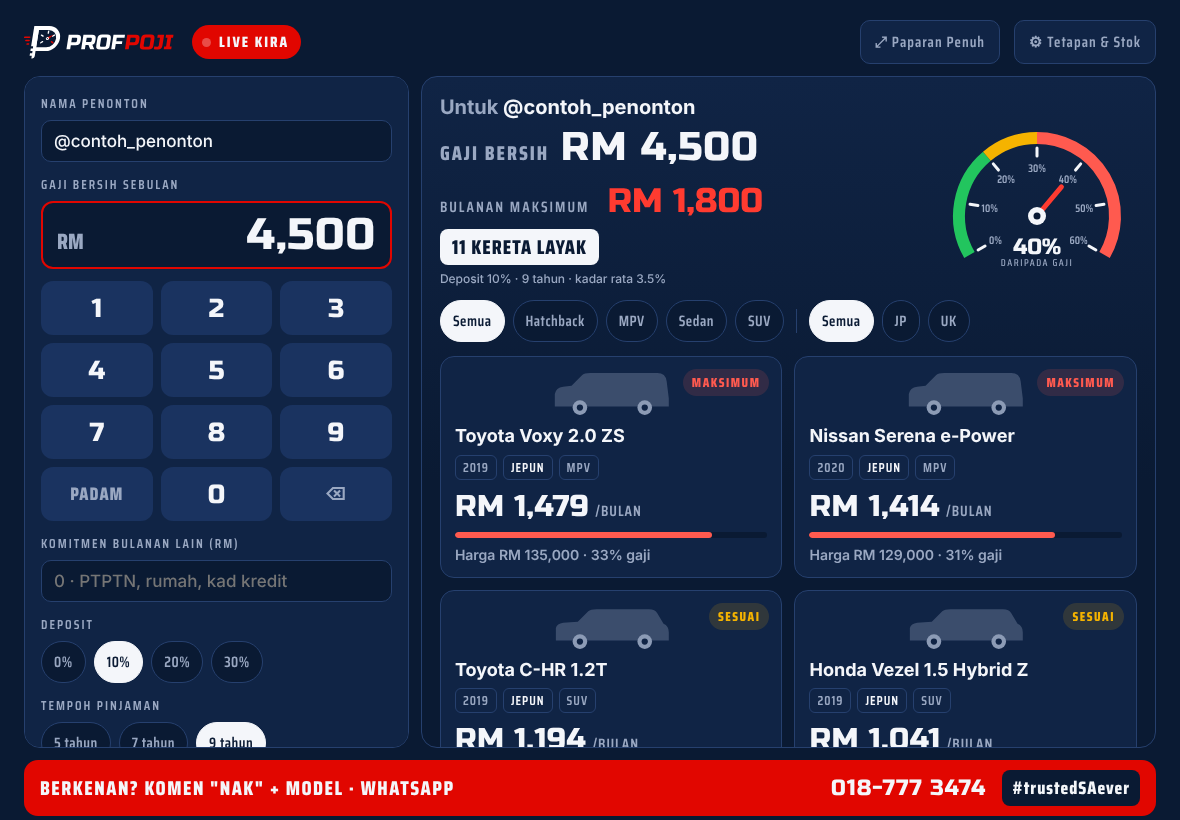 PROFPOJI
LIVE KIRA
⤢ Paparan Penuh
⚙ Tetapan & Stok
NAMA PENONTON
@contoh_penonton
GAJI BERSIH SEBULAN
RM 4,500
1 2 3
4 5 6
7 8 9
PADAM 0 ⌫
KOMITMEN BULANAN LAIN (RM)
0 · PTPTN, rumah, kad kredit
DEPOSIT
0% 10% 20% 30%
TEMPOH PINJAMAN
5 tahun 7 tahun 9 tahun
Untuk @contoh_penonton
GAJI BERSIH RM 4,500
BULANAN MAKSIMUM RM 1,800
11 KERETA LAYAK
Deposit 10% · 9 tahun · kadar rata 3.5%
0% 10% 20% 30% 40% 50% 60%
40%
DARIPADA GAJI
Semua Hatchback MPV Sedan SUV
Semua JP UK
MAKSIMUM
Toyota Voxy 2.0 ZS
2019 JEPUN MPV
RM 1,479 /BULAN
Harga RM 135,000 · 33% gaji
MAKSIMUM
Nissan Serena e-Power
2020 JEPUN MPV
RM 1,414 /BULAN
Harga RM 129,000 · 31% gaji
SESUAI
Toyota C-HR 1.2T
2019 JEPUN SUV
RM 1,194 /BULAN
SESUAI
Honda Vezel 1.5 Hybrid Z
2019 JEPUN SUV
RM 1,041 /BULAN
BERKENAN? KOMEN "NAK" + MODEL · WHATSAPP
018-777 3474
#trustedSAever